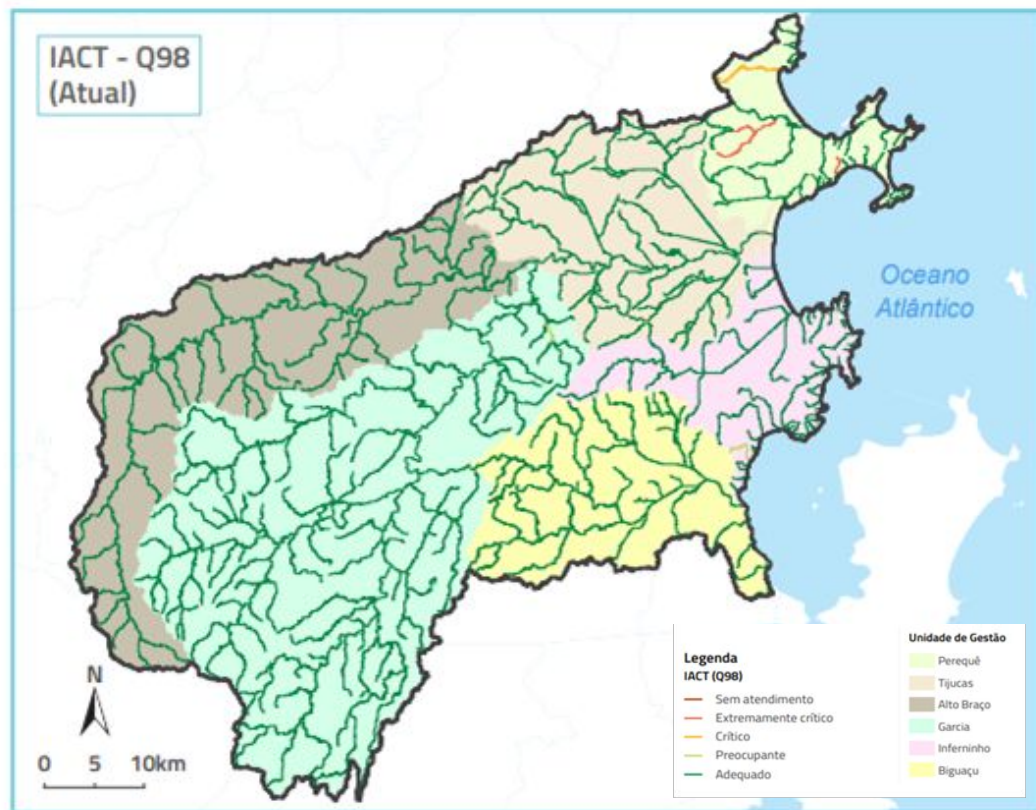 IACT - Q98
(Atual)
Oceano
Atlântico
N
0 5 10km
Legenda
IACT (Q98)
Sem atendimento
Extremamente crítico
Crítico
Preocupante
Adequado
Unidade de Gestão
Perequê
Tijucas
Alto Braço
Garcia
Inferninho
Biguaçu